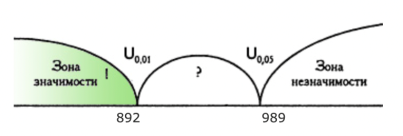 Зона значимости !
U0,01
?
U0,05
Зона незначимости
892
989